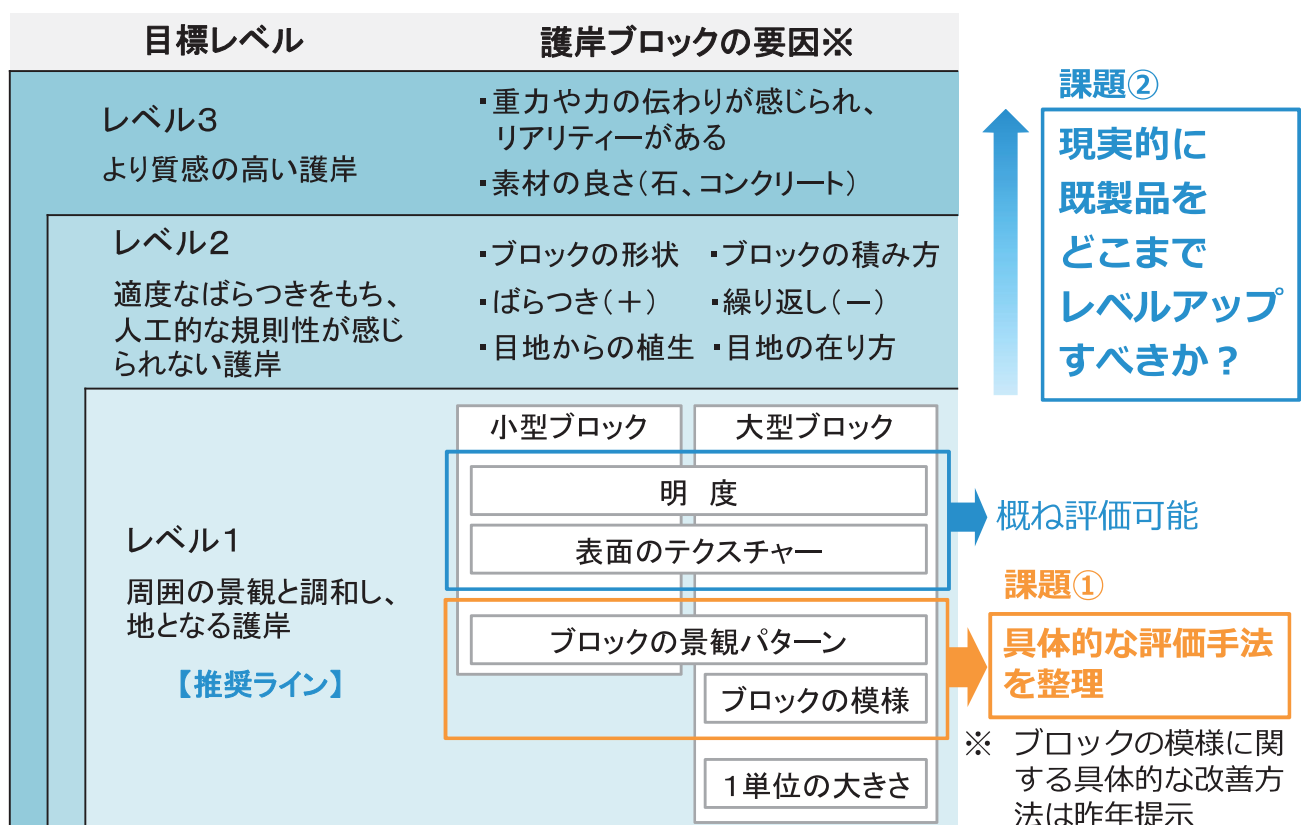 目標レベル
護岸ブロックの要因※
レベル3
より質感の高い護岸
・重力や力の伝わりが感じられ、
リアリティーがある
・素材の良さ(石、コンクリート)
レベル2
適度なばらつきをもち、
人工的な規則性が感じ
られない護岸
・ブロックの形状 ・ブロックの積み方
・ばらつき(+) ・繰り返し(-)
・目地からの植生 ・目地の在り方
レベル1
周囲の景観と調和し、
地となる護岸
【推奨ライン】
小型ブロック
大型ブロック
明 度
表面のテクスチャー
ブロックの景観パターン
ブロックの模様
1単位の大きさ
課題②
現実的に
既製品を
どこまで
レベルアップ
すべきか?
概ね評価可能
課題①
具体的な評価手法
を整理
※ ブロックの模様に関
する具体的な改善方
法は昨年提示